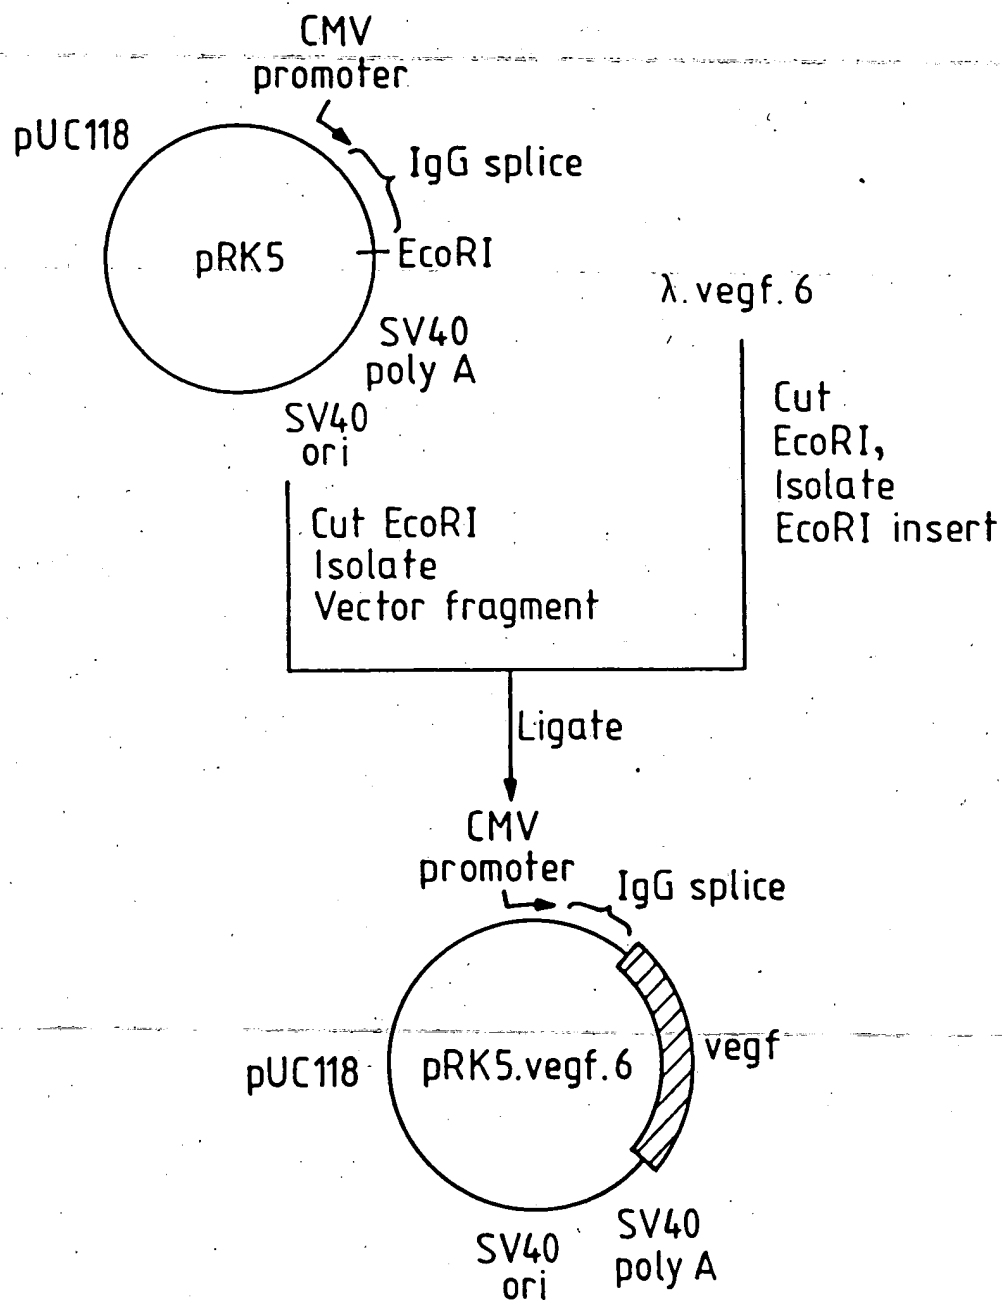 CMV
promoter
pUC118
IgG splice
pRK5
EcoRI
SV40
poly A
SV40
ori
λ.vegf.6
Cut
EcoRI,
Isolate
EcoRI insert
Cut EcoRI
Isolate
Vector fragment
Ligate
CMV
promoter
IgG splice
vegf
pUC118
pRK5.vegf.6
SV40
poly A
SV40
ori